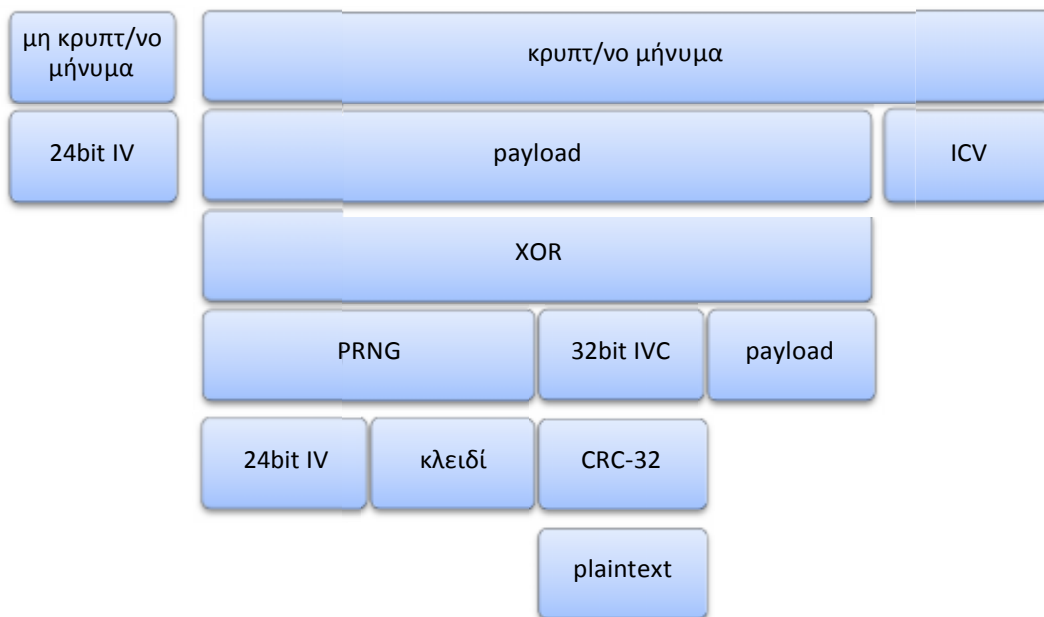 μη κρυπτ/νο
μήνυμα
κρυπτ/νο μήνυμα
24bit IV
payload
ICV
XOR
PRNG
32bit IVC
payload
24bit IV
κλειδί
CRC-32
plaintext